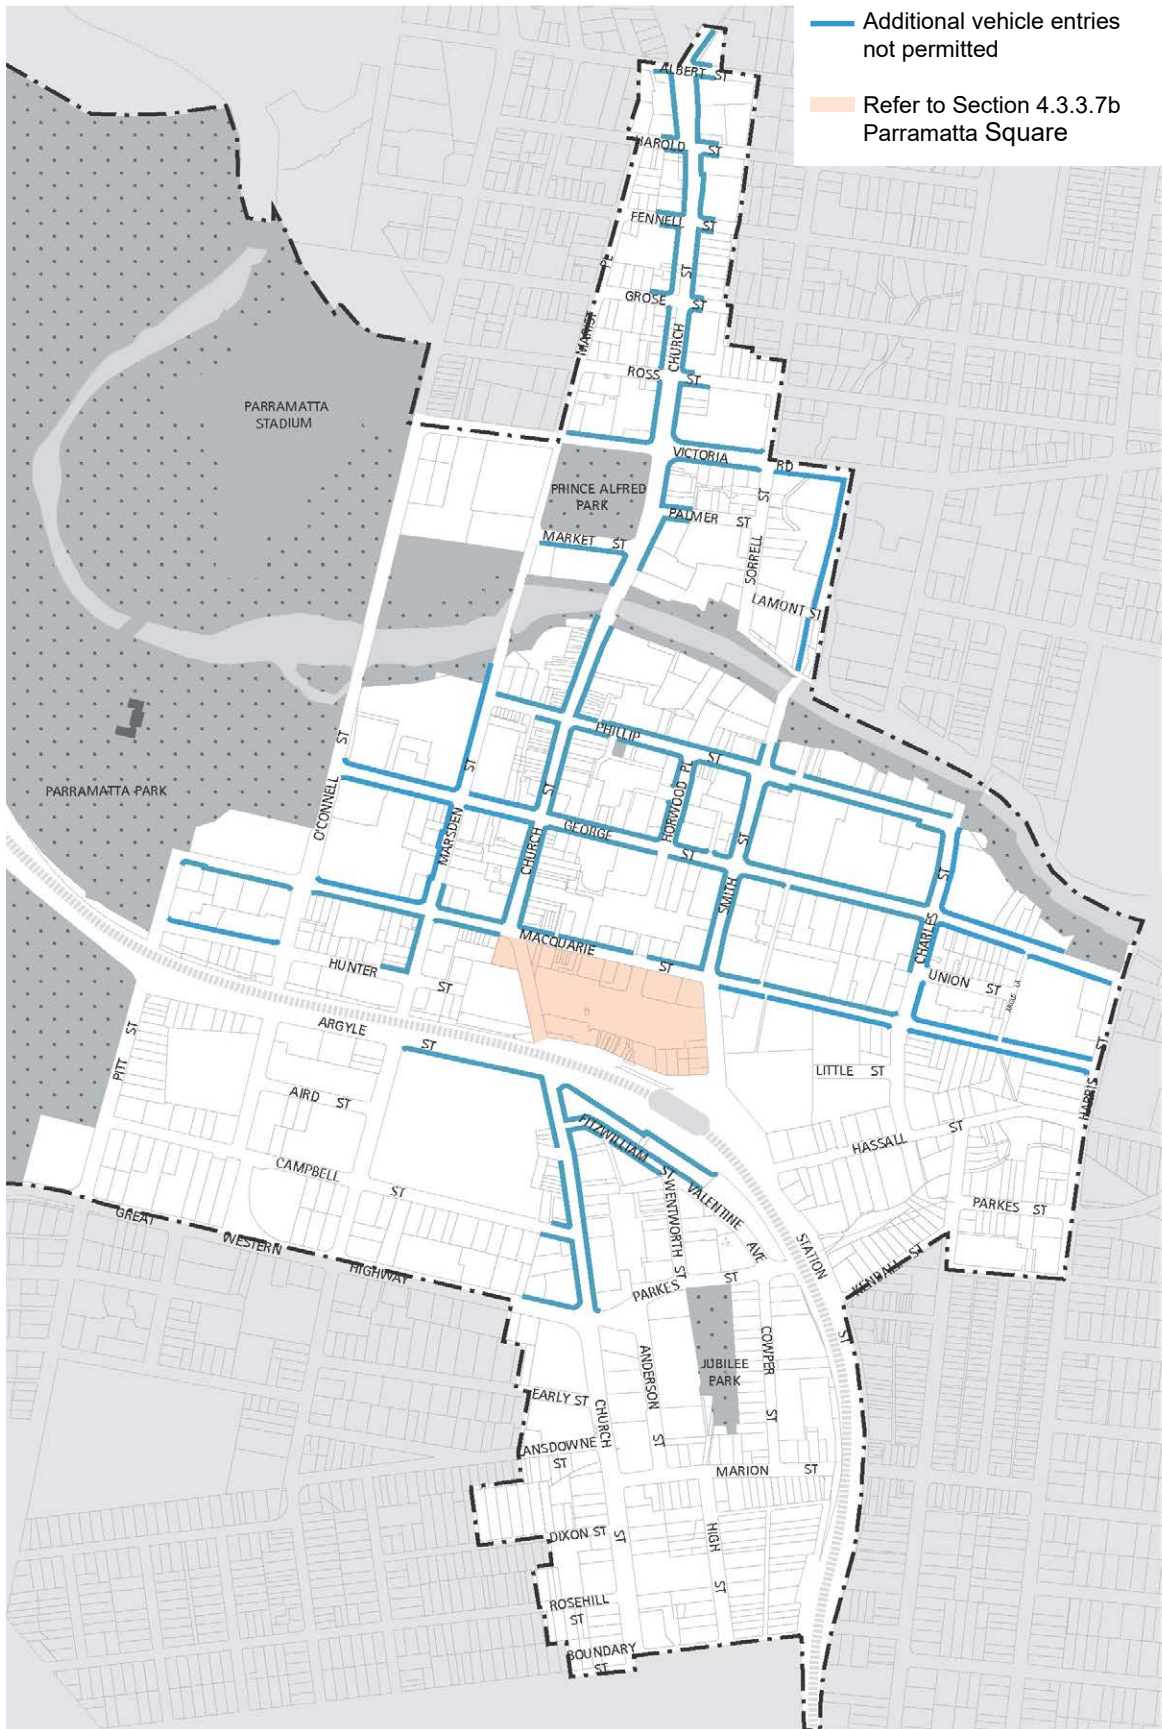 Additional vehicle entries
not permitted
Refer to Section 4.3.3.7b
Parramatta Square
ALBERT ST
HAROLD ST
FENNELL ST
ST
PL
GROSE ST
MARIST
CHURCH
ROSS ST
PARRAMATTA
STADIUM
VICTORIA RD
PRINCE ALFRED
PARK
ST
PALMER ST
MARKET ST
SORRELL
LAMONT ST
PHILLIP ST
ST
ST
PL
ST
PARRAMATTA PARK
O'CONNELL
MARSDEN
CHURCH
GEORGE ST
HORWOOD
ST
ST
SMITH
CHARLES
MACQUARIE ST
HUNTER ST
UNION ST
ARGYLE ST
ST
PITT
ST
LITTLE ST
HARRIS
AIRD ST
FITZWILLIAM ST
HASSALL ST
CAMPBELL ST
WENTWORTH ST
VALENTINE AVE
PARKES ST
GREAT WESTERN HIGHWAY
STATION ST
KENDALL ST
PARKES ST
COWPER ST
JUBILEE
PARK
ANDERSON ST
EARLY ST
CHURCH ST
ANSDOWNE
ST
MARION ST
DIXON ST
HIGH ST
ROSEHILL
ST
BOUNDARY
ST